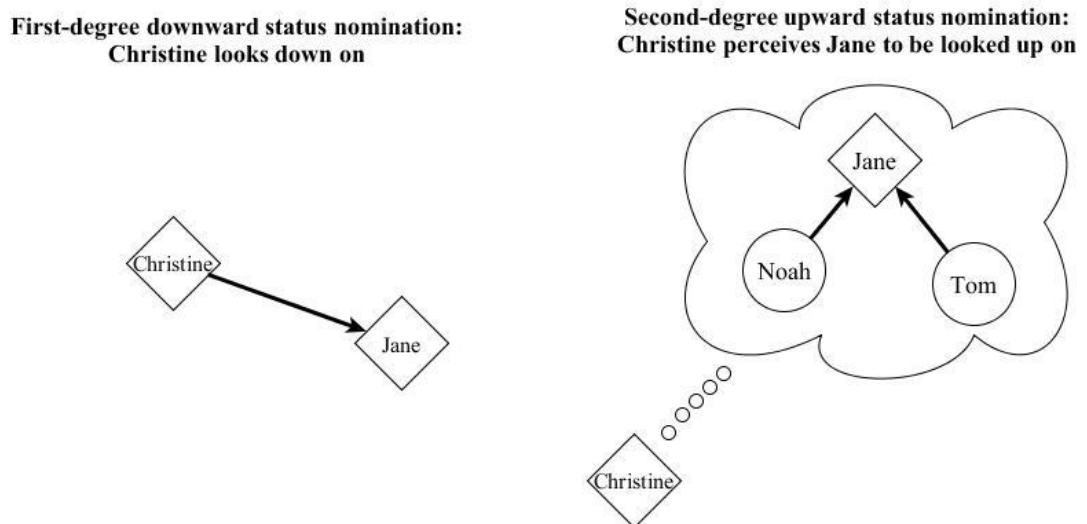 First-degree downward status nomination:
Christine looks down on
Second-degree upward status nomination:
Christine perceives Jane to be looked up on
Jane
Noah
Tom
Christine
Jane
Christine